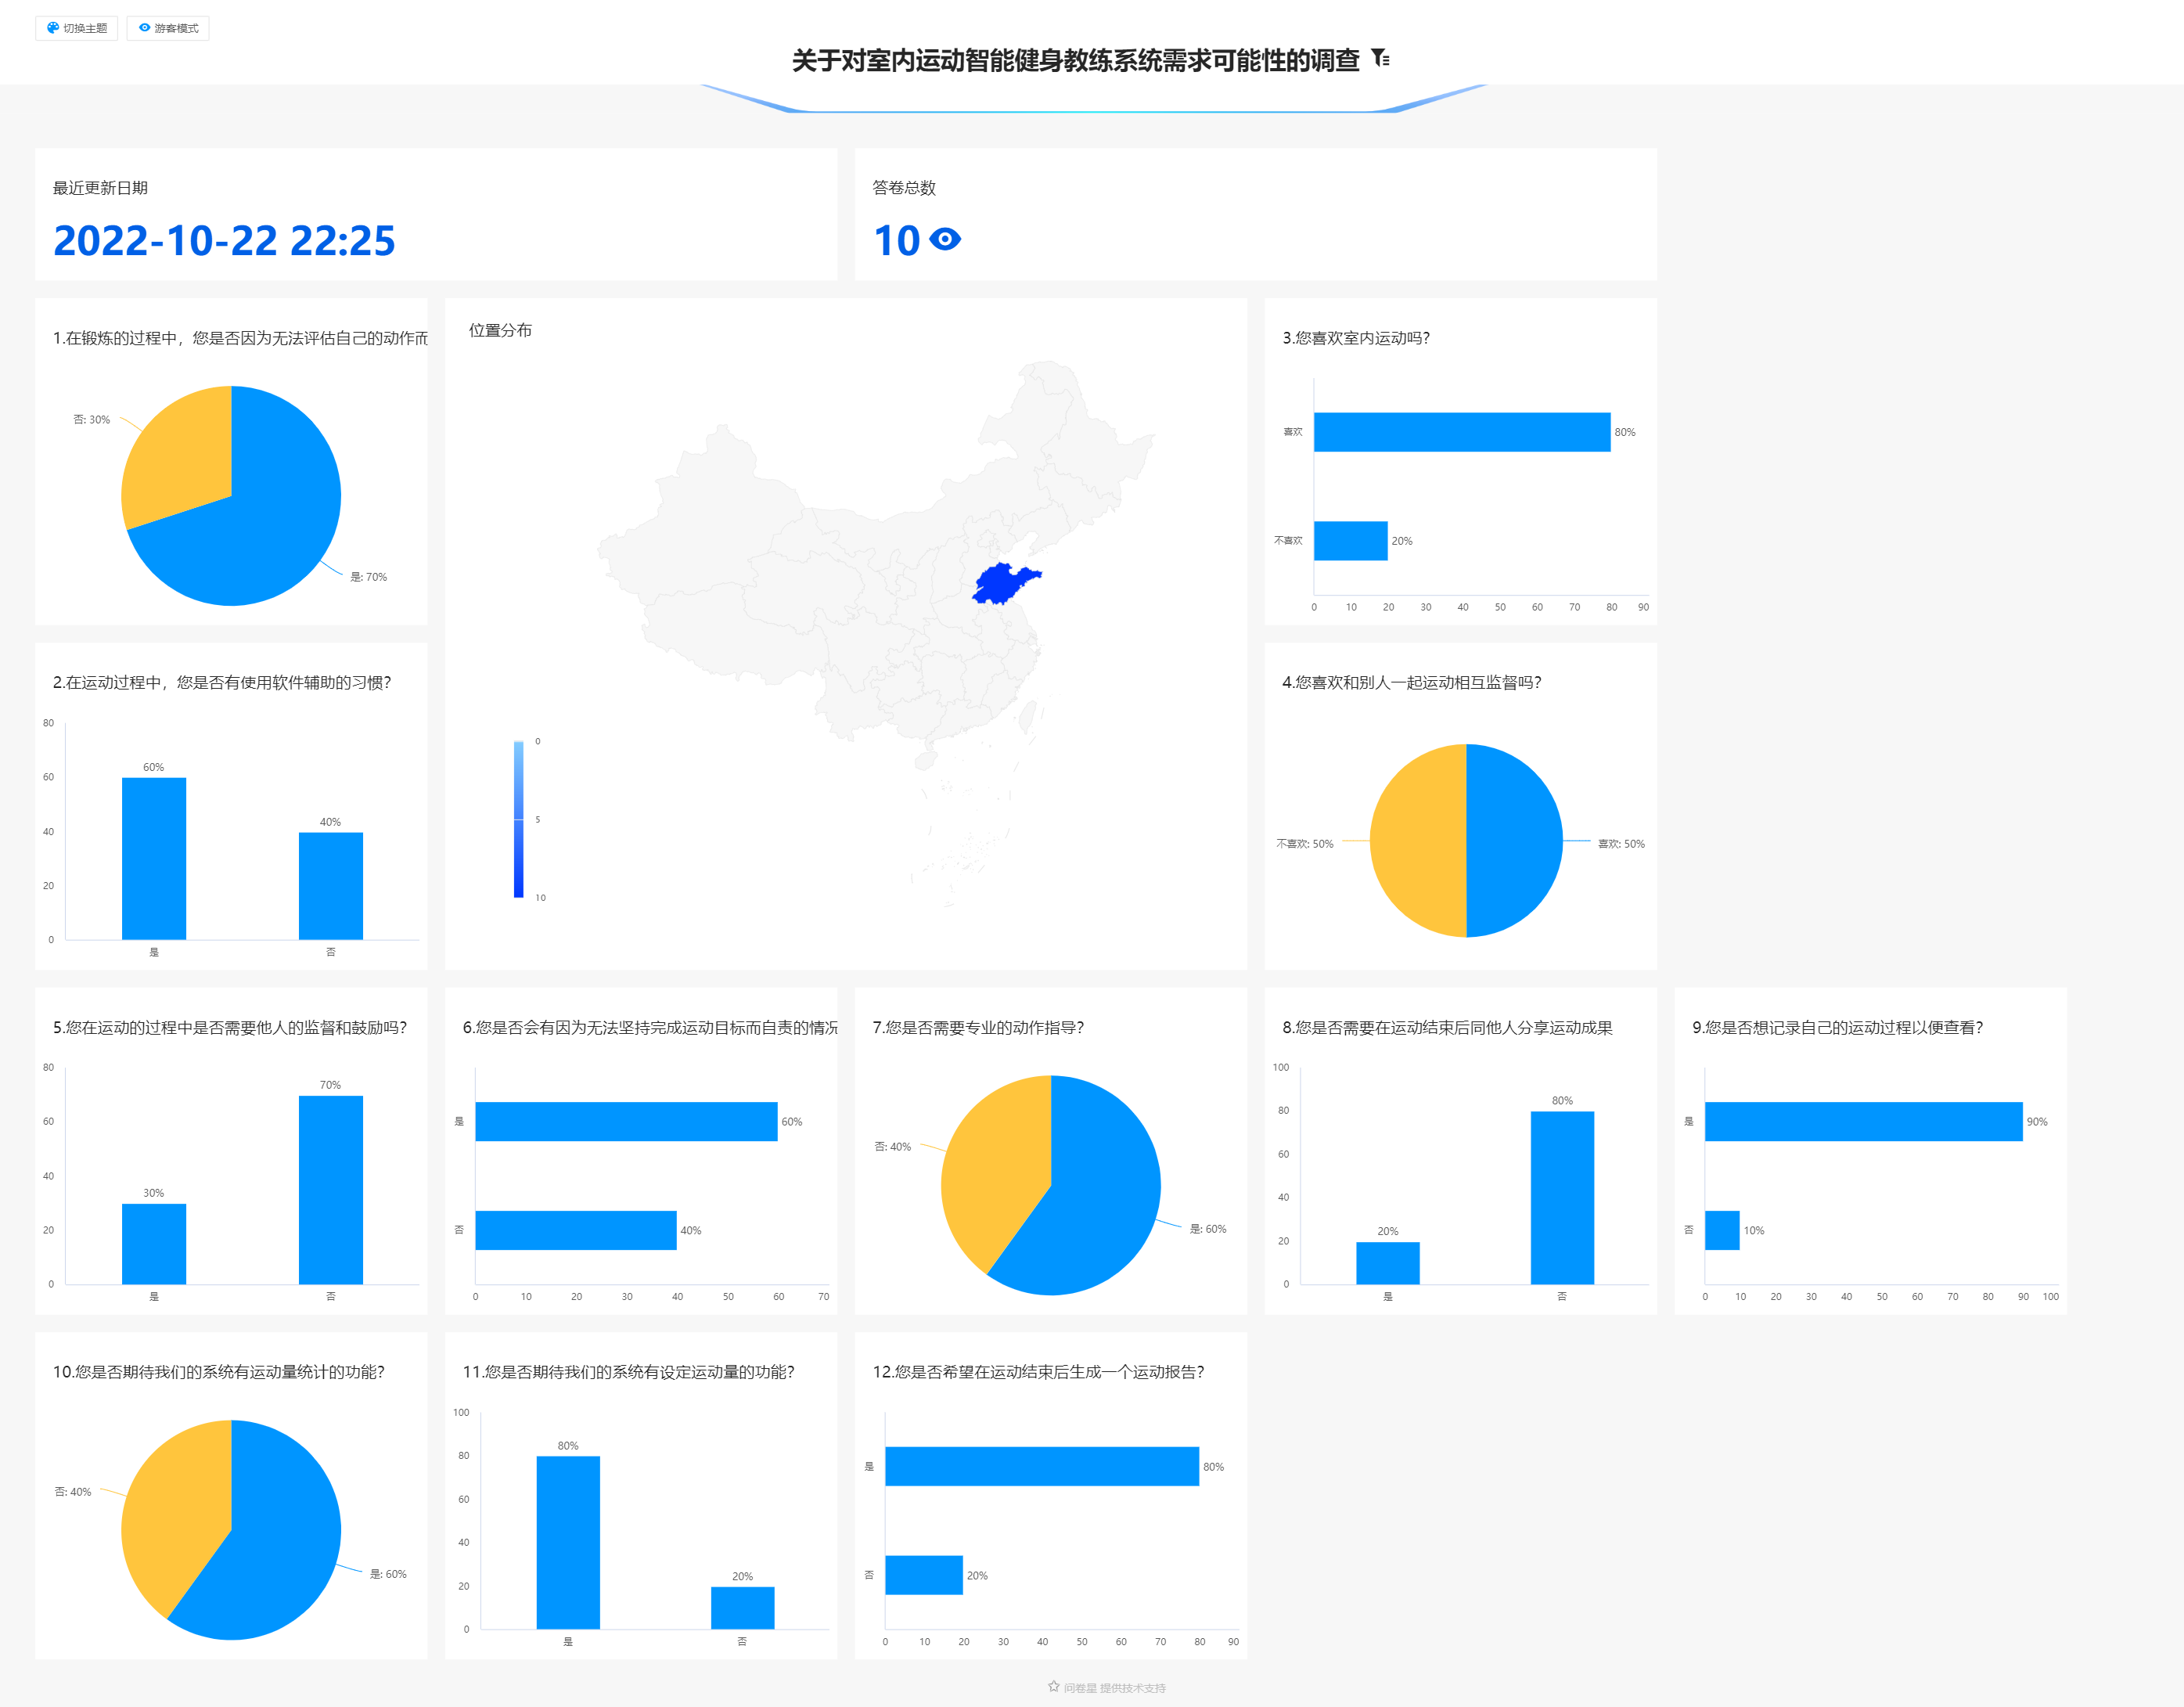 切换主题
游客模式
关于对室内运动智能健身教练系统需求可能性的调查
最近更新日期
2022-10-22 22:25
答卷总数
10
1.在锻炼的过程中，您是否因为无法评估自己的动作而
否: 30%
是: 70%
位置分布
0
5
10
3.您喜欢室内运动吗?
喜欢
80%
不喜欢
20%
0 10 20 30 40 50 60 70 80 90
2.在运动过程中，您是否有使用软件辅助的习惯?
80
60
40
20
0
60%
40%
是 否
4.您喜欢和别人一起运动相互监督吗?
不喜欢: 50%
喜欢: 50%
5.您在运动的过程中是否需要他人的监督和鼓励吗?
80
60
40
20
0
30%
70%
是 否
6.您是否会有因为无法坚持完成运动目标而自责的情况
是
60%
否
40%
0 10 20 30 40 50 60 70
7.您是否需要专业的动作指导?
否: 40%
是: 60%
8.您是否需要在运动结束后同他人分享运动成果
100
80
60
40
20
0
20%
80%
是 否
9.您是否想记录自己的运动过程以便查看?
是
90%
否
10%
0 10 20 30 40 50 60 70 80 90 100
10.您是否期待我们的系统有运动量统计的功能?
否: 40%
是: 60%
11.您是否期待我们的系统有设定运动量的功能?
100
80
60
40
20
0
80%
20%
是 否
12.您是否希望在运动结束后生成一个运动报告?
是
80%
否
20%
0 10 20 30 40 50 60 70 80 90
问卷星 提供技术支持